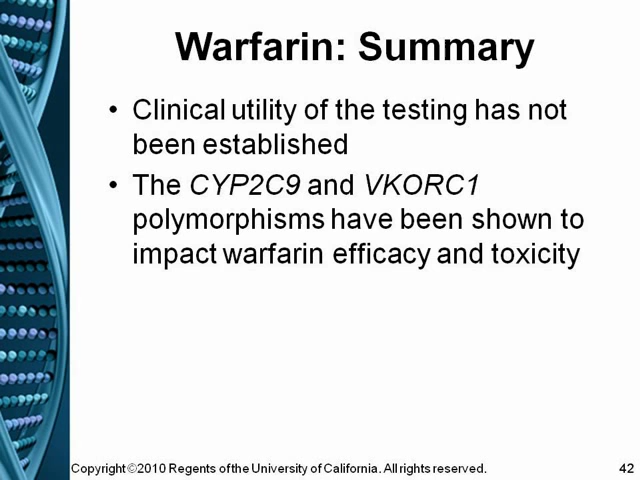 Warfarin: Summary
• Clinical utility of the testing has not
been established
• The CYP2C9 and VKORC1
polymorphisms have been shown to
impact warfarin efficacy and toxicity
Copyright ©2010 Regents of the University of California. All rights reserved.
42